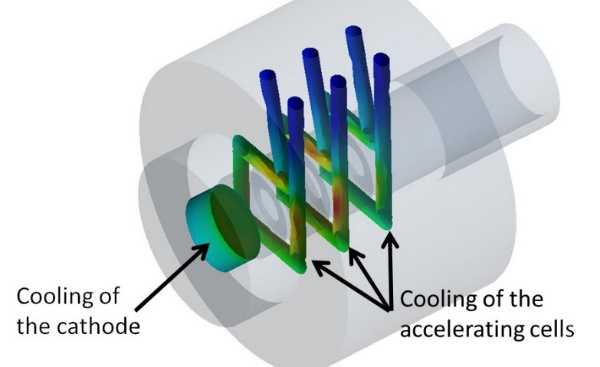 Cooling of
the cathode
Cooling of the
accelerating cells